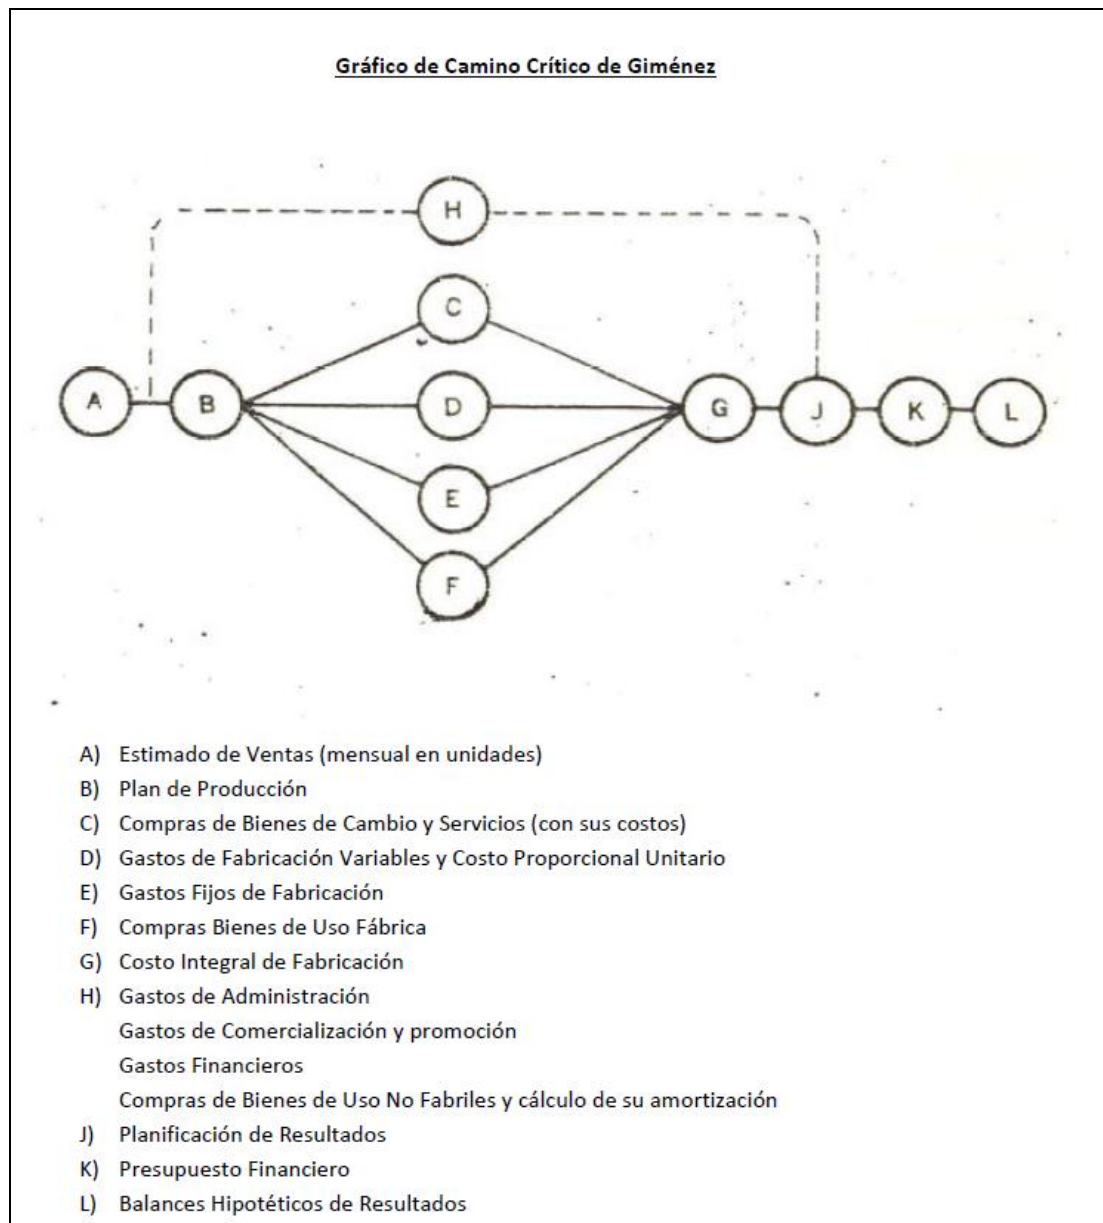 Gráfico de Camino Crítico de Giménez
H
C
A B D G J K L
E
F
A) Estimado de Ventas (mensual en unidades)
B) Plan de Producción
C) Compras de Bienes de Cambio y Servicios (con sus costos)
D) Gastos de Fabricación Variables y Costo Proporcional Unitario
E) Gastos Fijos de Fabricación
F) Compras Bienes de Uso Fábrica
G) Costo Integral de Fabricación
H) Gastos de Administración
Gastos de Comercialización y promoción
Gastos Financieros
Compras de Bienes de Uso No Fabriles y cálculo de su amortización
J) Planificación de Resultados
K) Presupuesto Financiero
L) Balances Hipotéticos de Resultados